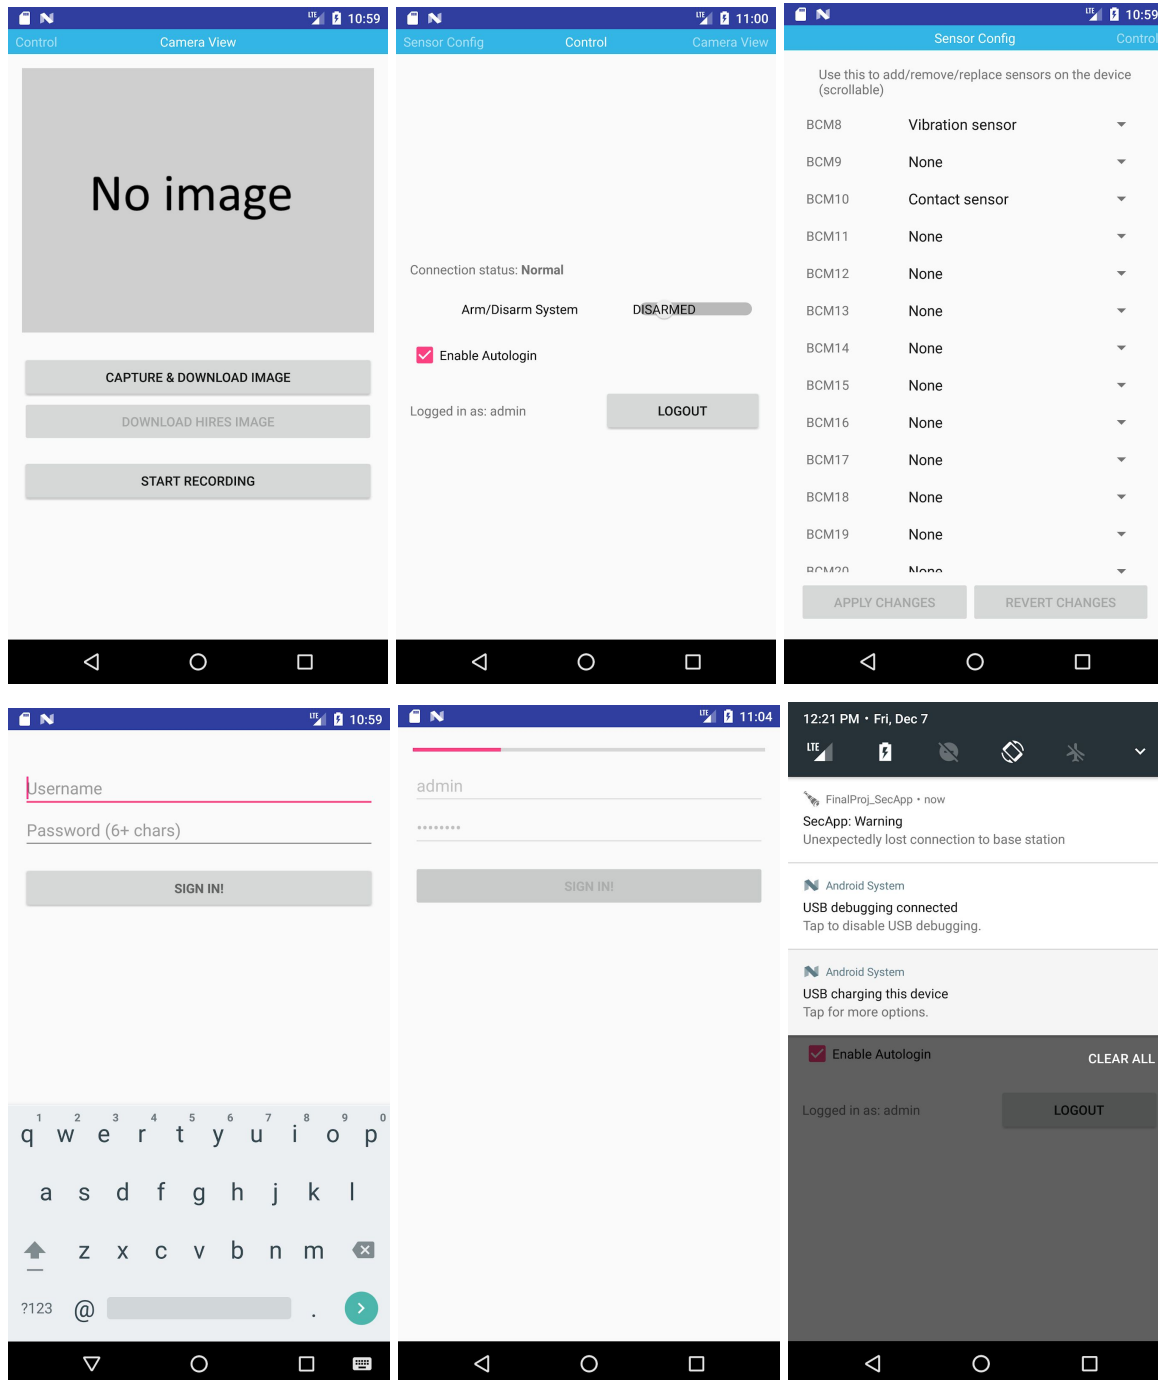 LTE 10:59
Control Camera View
No image
CAPTURE & DOWNLOAD IMAGE
DOWNLOAD HIRES IMAGE
START RECORDING
LTE 11:00
Sensor Config Control Camera View
Connection status: Normal
Arm/Disarm System DISARMED
Enable Autologin
Logged in as: admin LOGOUT
LTE 10:59
Sensor Config Control
Use this to add/remove/replace sensors on the device
(scrollable)
BCM8 Vibration sensor
BCM9 None
BCM10 Contact sensor
BCM11 None
BCM12 None
BCM13 None
BCM14 None
BCM15 None
BCM16 None
BCM17 None
BCM18 None
BCM19 None
BCM20 None
APPLY CHANGES REVERT CHANGES
LTE 10:59
Username
Password (6+ chars)
SIGN IN!
1 2 3 4 5 6 7 8 9 0
q w e r t y u i o p
a s d f g h j k l
z x c v b n m
?123 @ .
LTE 11:04
admin
••••••••
SIGN IN!
12:21 PM • Fri, Dec 7
LTE
FinalProj_SecApp • now
SecApp: Warning
Unexpectedly lost connection to base station
Android System
USB debugging connected
Tap to disable USB debugging.
Android System
USB charging this device
Tap for more options.
Enable Autologin CLEAR ALL
Logged in as: admin LOGOUT